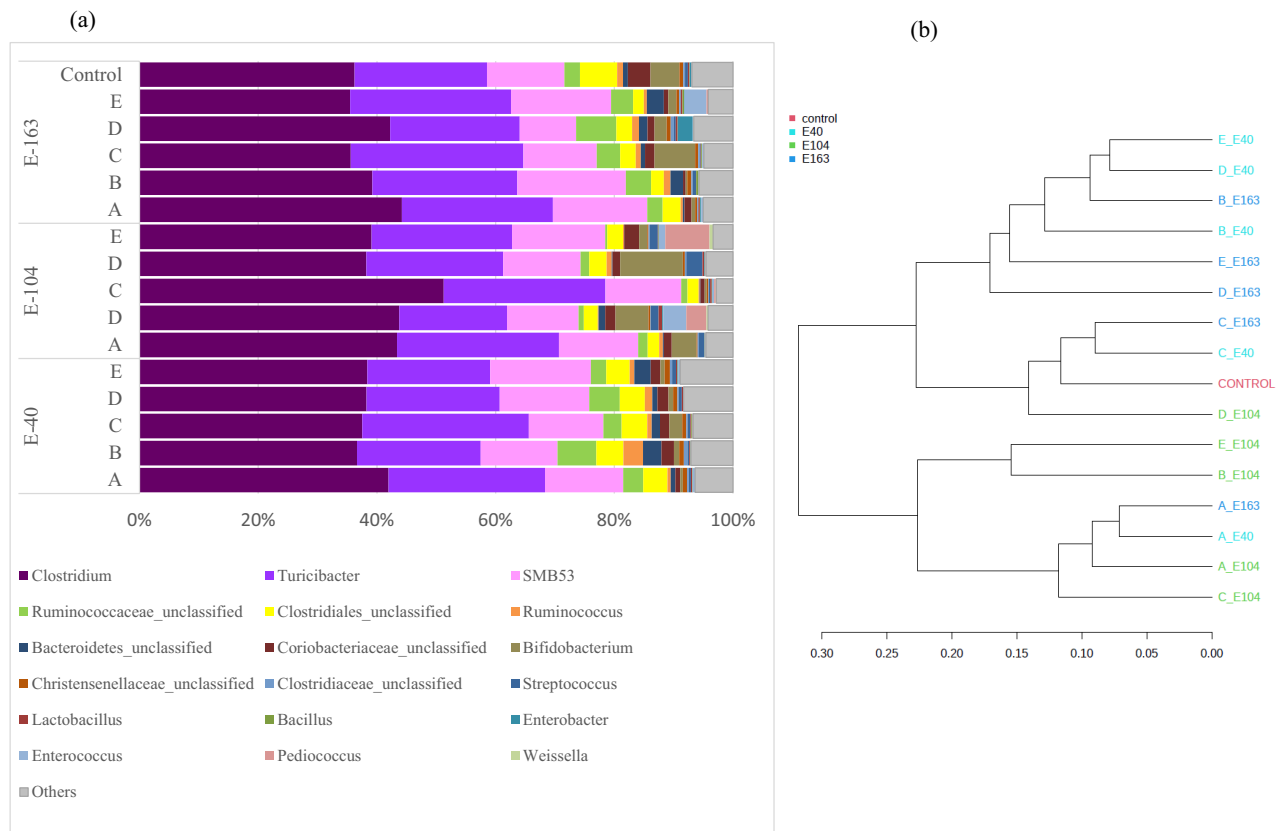 (a)
Control
E
D
C
B
A
E-163
E
D
C
D
A
E-104
E
D
C
B
A
E-40
0% 20% 40% 60% 80% 100%
Clostridium Turicibacter SMB53
Ruminococcaceae_unclassified Clostridiales_unclassified Ruminococcus
Bacteroidetes_unclassified Coriobacteriaceae_unclassified Bifidobacterium
Christensenellaceae_unclassified Clostridiaceae_unclassified Streptococcus
Lactobacillus Bacillus Enterobacter
Enterococcus Pediococcus Weissella
Others
(b)
control
E40
E104
E163
E_E40
D_E40
B_E163
B_E40
E_E163
D_E163
C_E163
C_E40
CONTROL
D_E104
E_E104
B_E104
A_E163
A_E40
A_E104
C_E104
0.30 0.25 0.20 0.15 0.10 0.05 0.00